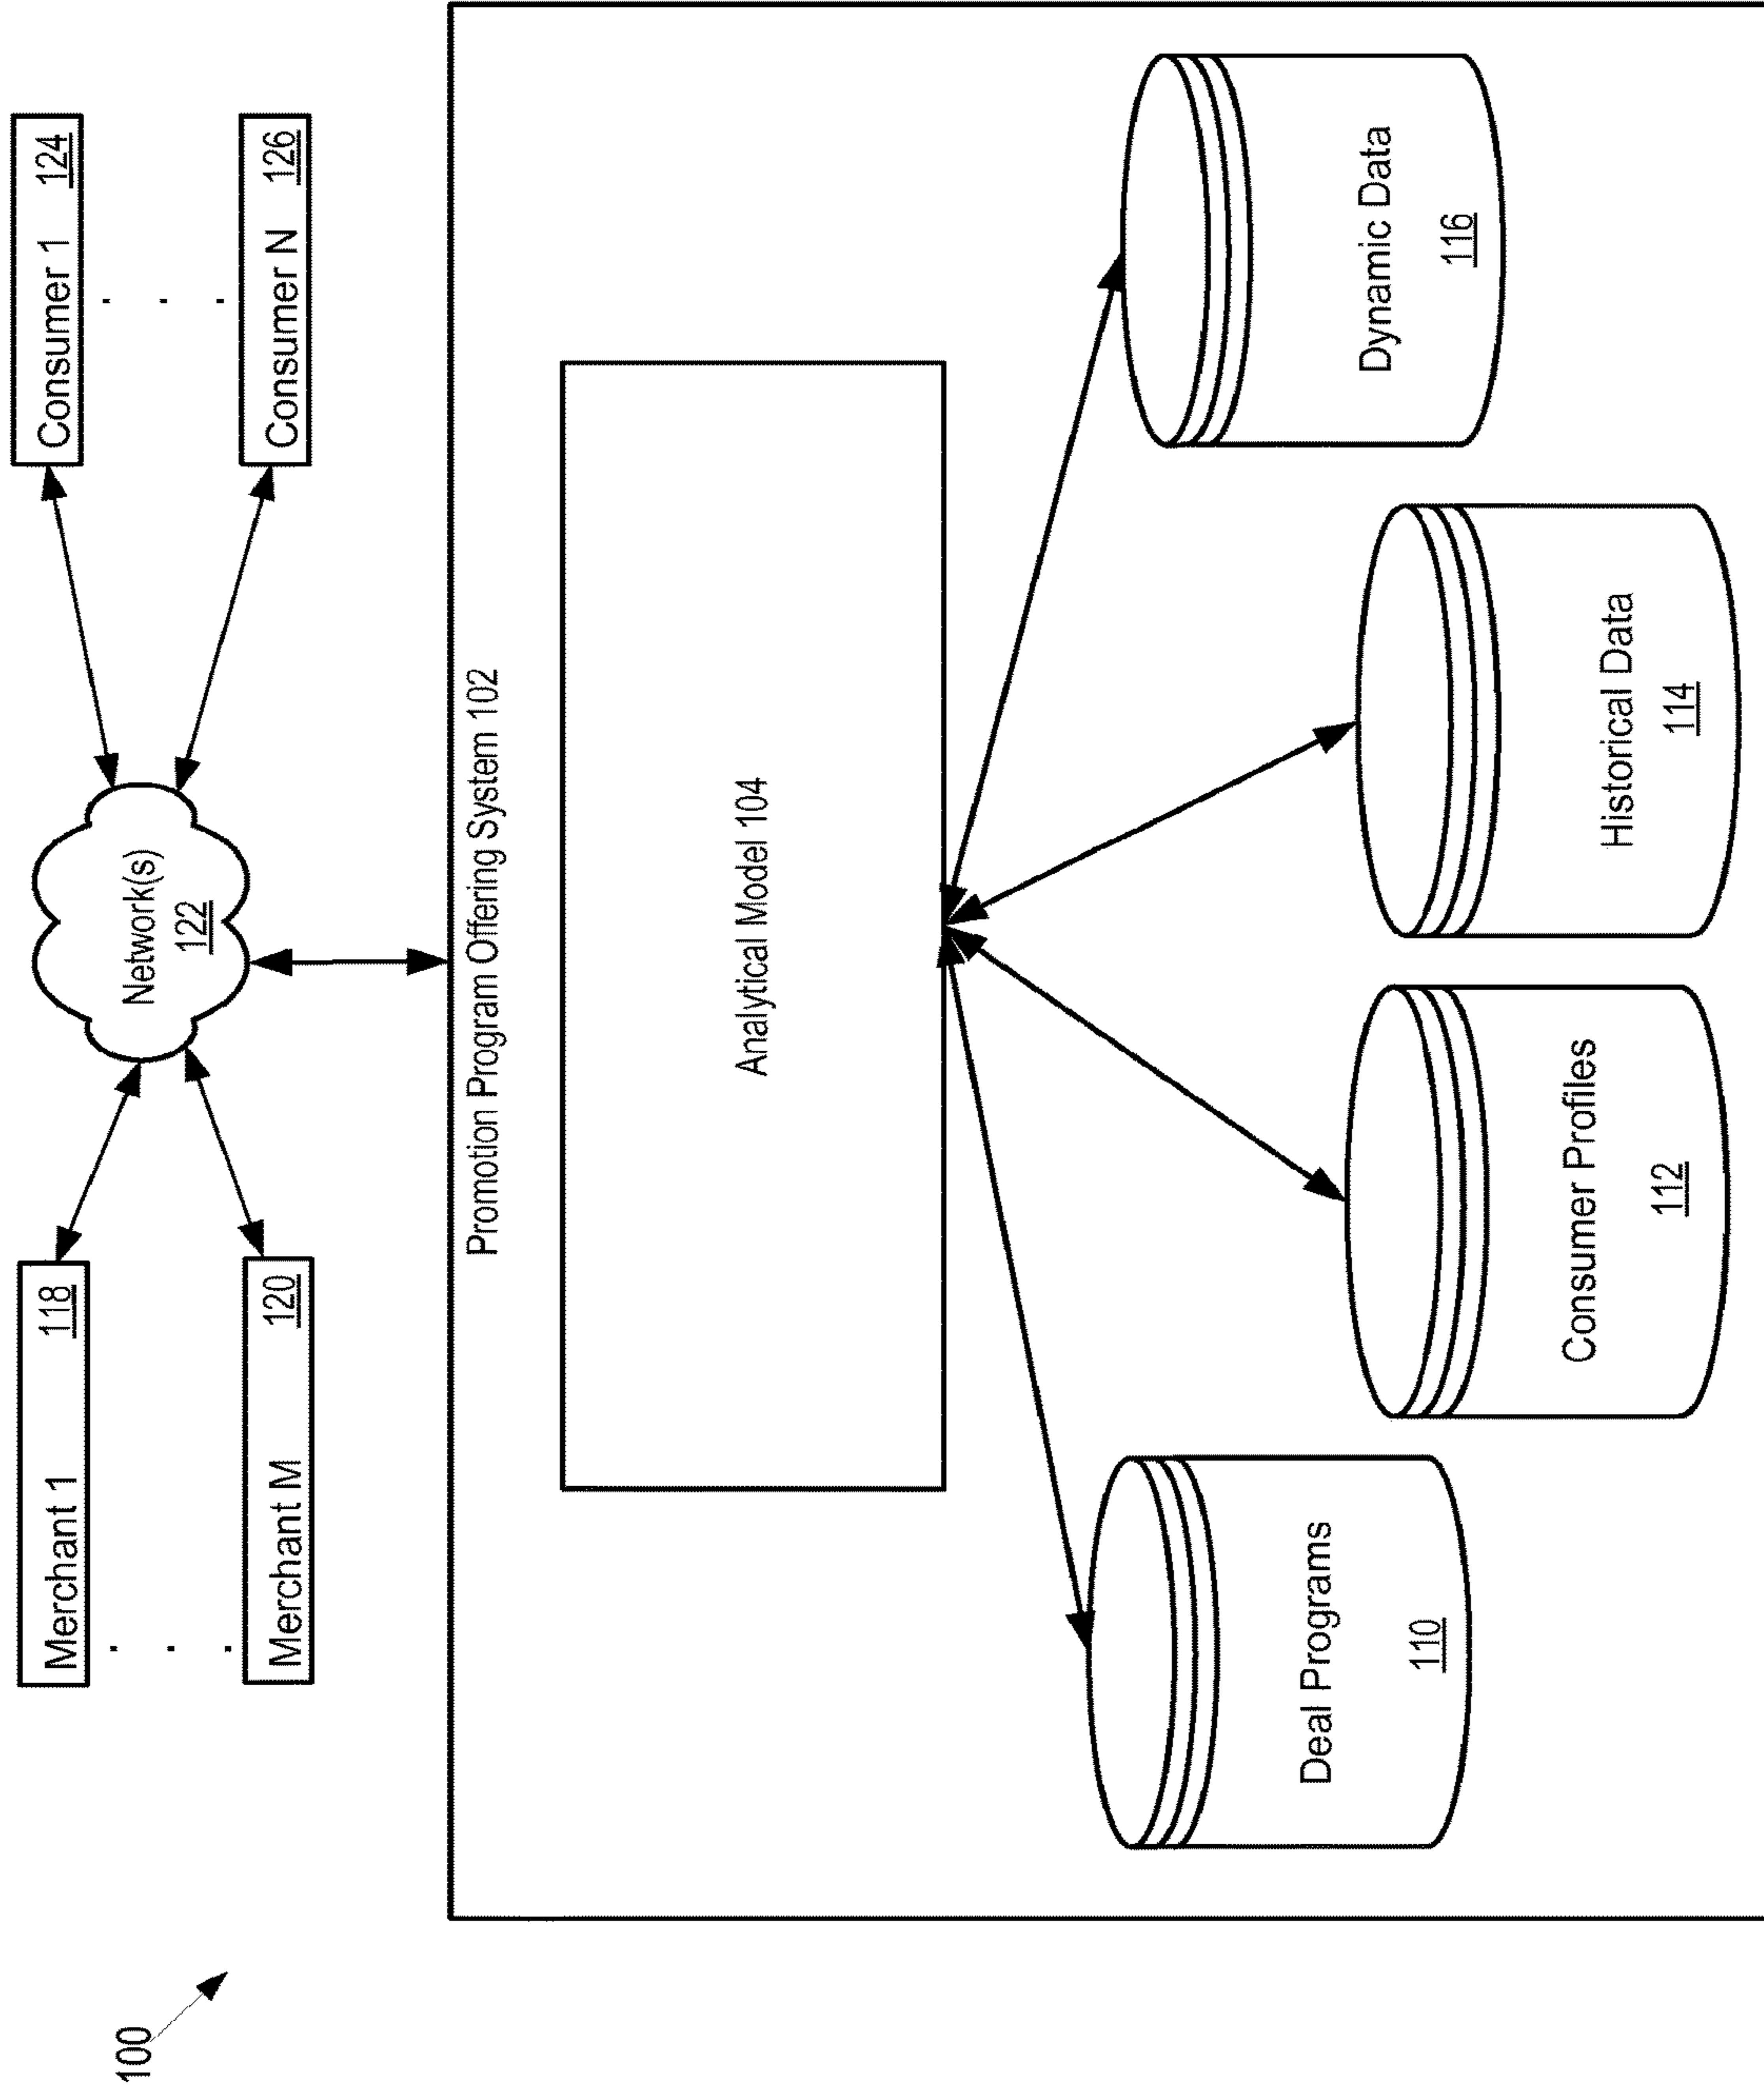 100
Merchant 1 118
. . .
Merchant M 120
Network(s)
122
Consumer 1 124
. . .
Consumer N 126
Promotion Program Offering System 102
Analytical Model 104
Deal Programs
110
Consumer Profiles
112
Historical Data
114
Dynamic Data
116